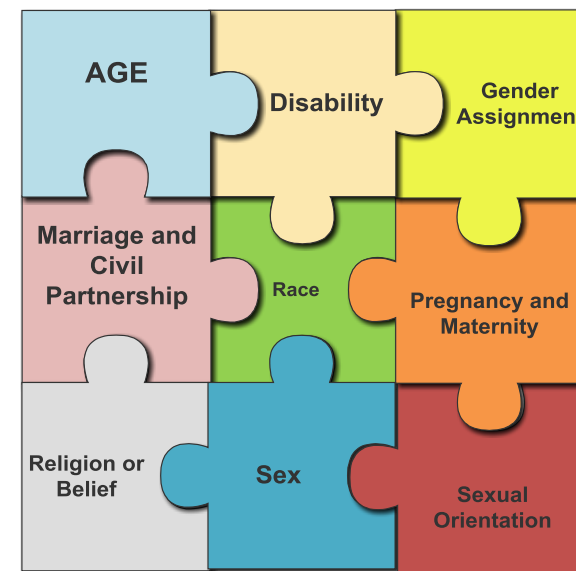 AGE
Disability
Gender
Assignmen
Marriage and
Civil
Partnership
Race
Pregnancy and
Maternity
Religion or
Belief
Sex
Sexual
Orientation